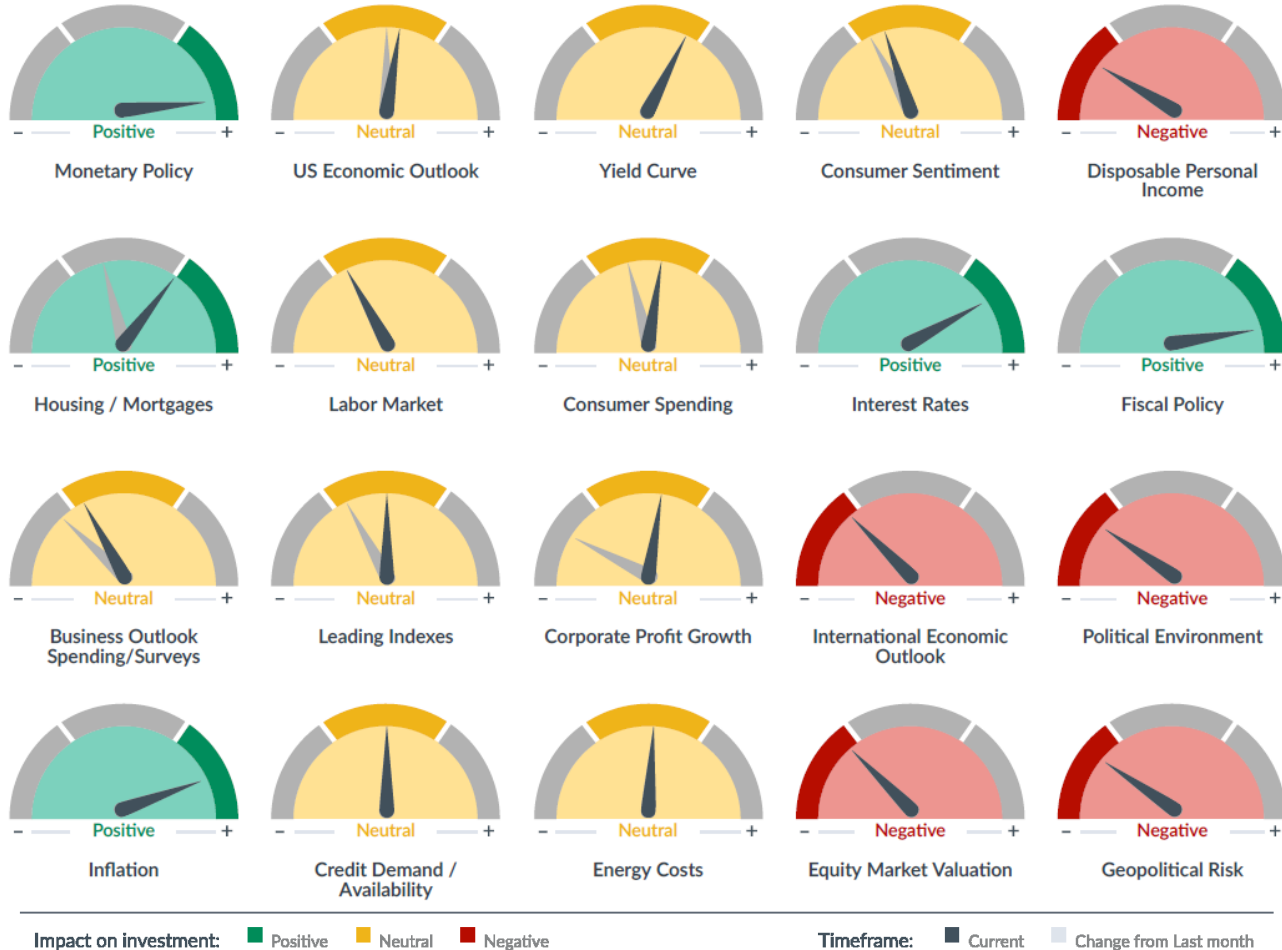 - Positive +
Monetary Policy
- Neutral +
US Economic Outlook
- Neutral +
Yield Curve
- Neutral +
Consumer Sentiment
- Negative +
Disposable Personal
Income
- Positive +
Housing / Mortgages
- Neutral +
Labor Market
- Neutral +
Consumer Spending
- Positive +
Interest Rates
- Positive +
Fiscal Policy
- Neutral +
Business Outlook
Spending/Surveys
- Neutral +
Leading Indexes
- Neutral +
Corporate Profit Growth
- Negative +
International Economic
Outlook
- Negative +
Political Environment
- Positive +
Inflation
- Neutral +
Credit Demand /
Availability
- Neutral +
Energy Costs
- Negative +
Equity Market Valuation
- Negative +
Geopolitical Risk
Impact on investment: Positive Neutral Negative
Timeframe: Current Change from Last month